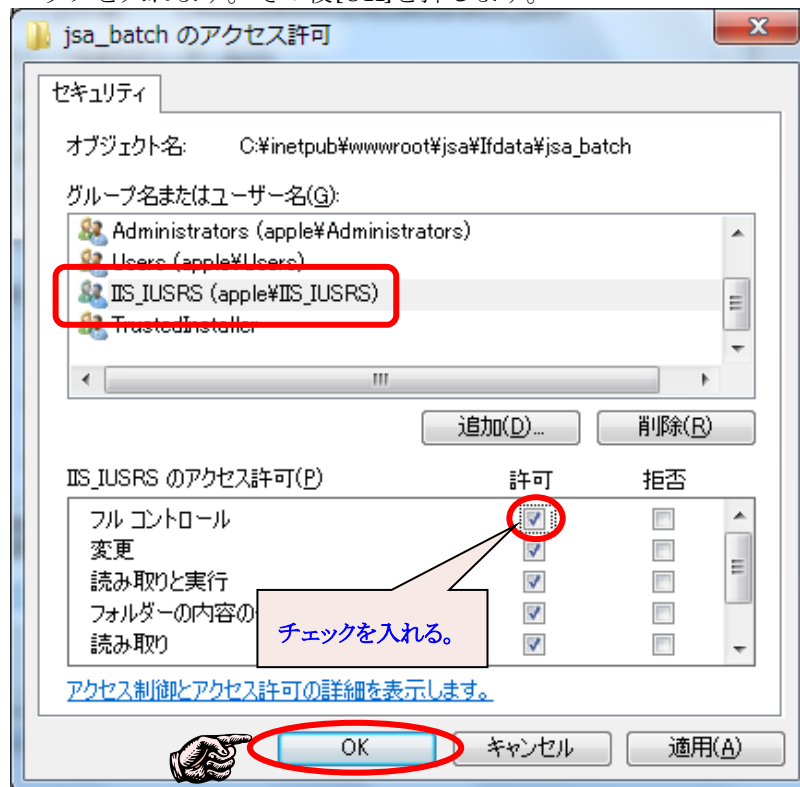 jsa_batch のアクセス許可
セキュリティ
オブジェクト名: C:¥inetpub¥wwwroot¥jsa¥Ifdata¥jsa_batch
グループ名またはユーザー名(G):
Administrators (apple¥Administrators)
Users (apple¥Users)
IIS_IUSRS (apple¥IIS_IUSRS)
TrustedInstaller
追加(D)... 削除(R)
IIS_IUSRS のアクセス許可(P) 許可 拒否
フル コントロール
変更
読み取りと実行
フォルダーの内容の
チェックを入れる。
読み取り
アクセス制御とアクセス許可の詳細を表示します。
OK キャンセル 適用(A)